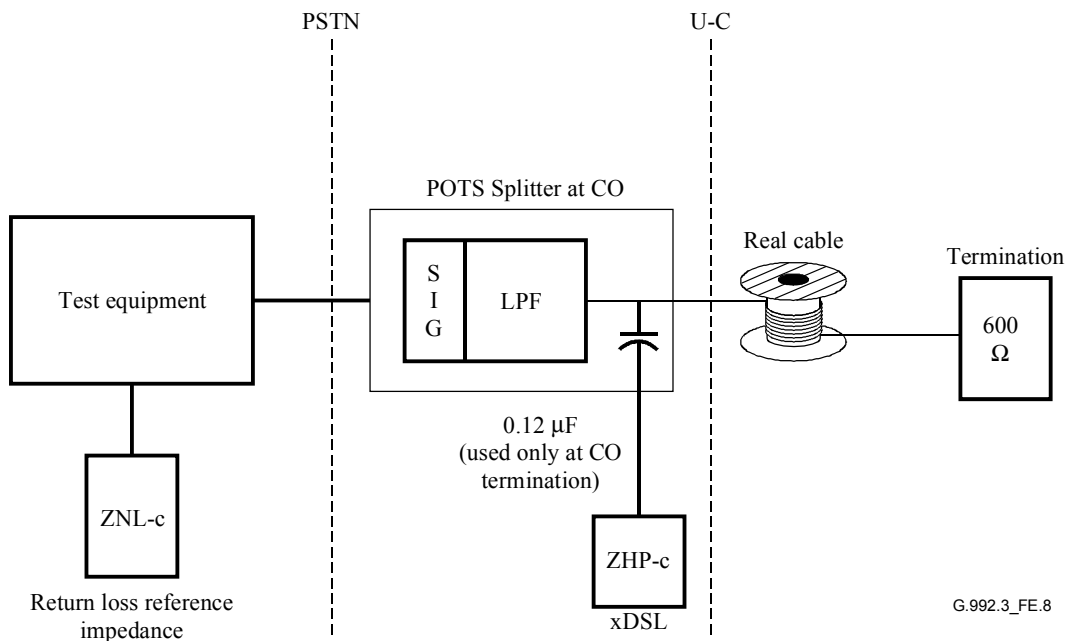 PSTN
U-C
POTS Splitter at CO
Real cable
Termination
Test equipment
S
I
G
LPF
600
Ω
0.12 µF
(used only at CO
termination)
ZNL-c
ZHP-c
Return loss reference
impedance
xDSL
G.992.3_FE.8